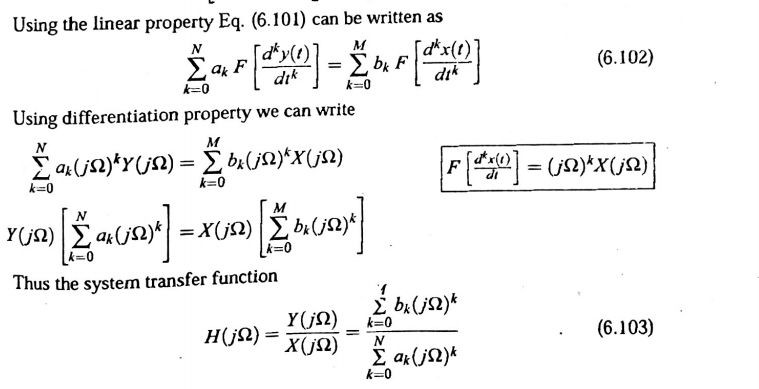 Using the linear property Eq. (6.101) can be written as
\sum_{k=0}^{N} a_k F\left[\frac{d^k y(t)}{dt^k}\right] = \sum_{k=0}^{M} b_k F\left[\frac{d^k x(t)}{dt^k}\right] (6.102)
Using differentiation property we can write
\sum_{k=0}^{N} a_k(j\Omega)^k Y(j\Omega) = \sum_{k=0}^{M} b_k(j\Omega)^k X(j\Omega) F\left[\frac{d^k x(t)}{dt}\right] = (j\Omega)^k X(j\Omega)
Y(j\Omega)\left[\sum_{k=0}^{N} a_k(j\Omega)^k\right] = X(j\Omega)\left[\sum_{k=0}^{M} b_k(j\Omega)^k\right]
Thus the system transfer function
H(j\Omega) = \frac{Y(j\Omega)}{X(j\Omega)} = \frac{\sum_{k=0} b_k(j\Omega)^k}{\sum_{k=0}^{N} a_k(j\Omega)^k} (6.103)